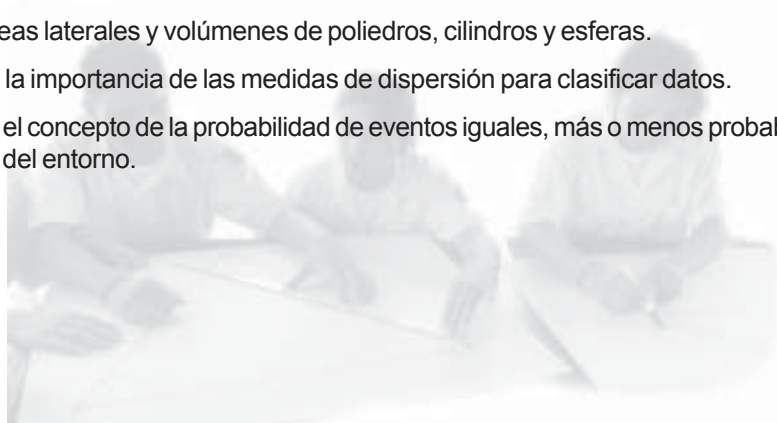 eas laterales y volúmenes de poliedros, cilindros y esferas.
la importancia de las medidas de dispersión para clasificar datos.
el concepto de la probabilidad de eventos iguales, más o menos probal
del entorno.